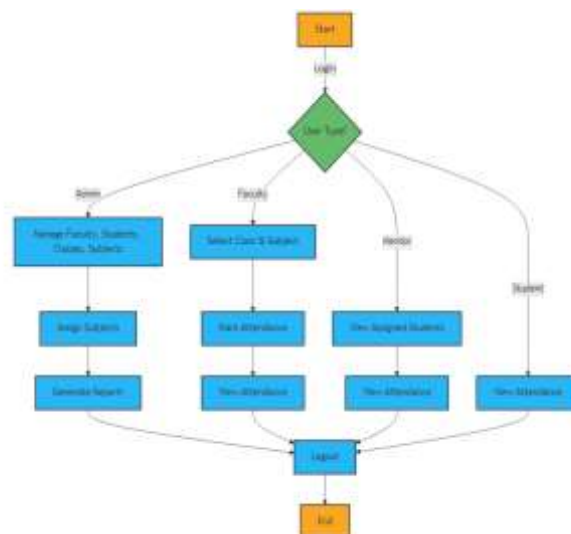 Start
Login
User Type?
Admin
Faculty
Mentor
Student
Manage Faculty, Students,
Classes, Subjects
Select Class & Subject
Assign Subjects
Mark Attendance
View Assigned Students
Generate Reports
View Attendance
View Attendance
View Attendance
Logout
End